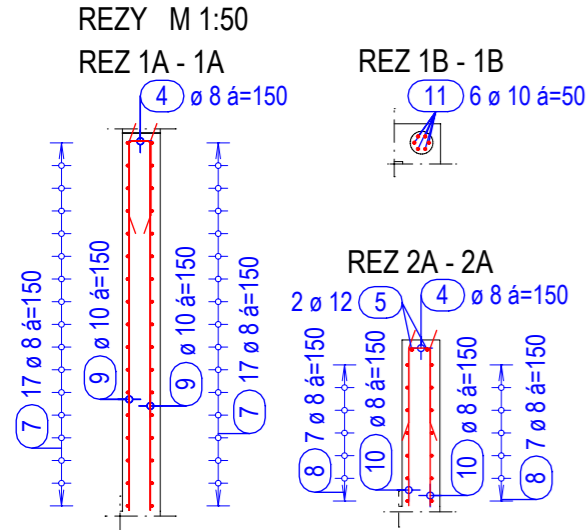 REZY M 1:50
REZ 1A - 1A
4 ø 8 á=150
7 17 ø 8 á=150
9 ø 10 á=150
9 ø 10 á=150
7 17 ø 8 á=150
REZ 1B - 1B
11 6 ø 10 á=50
REZ 2A - 2A
2 ø 12 5
4 ø 8 á=150
8 7 ø 8 á=150
10 ø 8 á=150
10 ø 8 á=150
8 7 ø 8 á=150